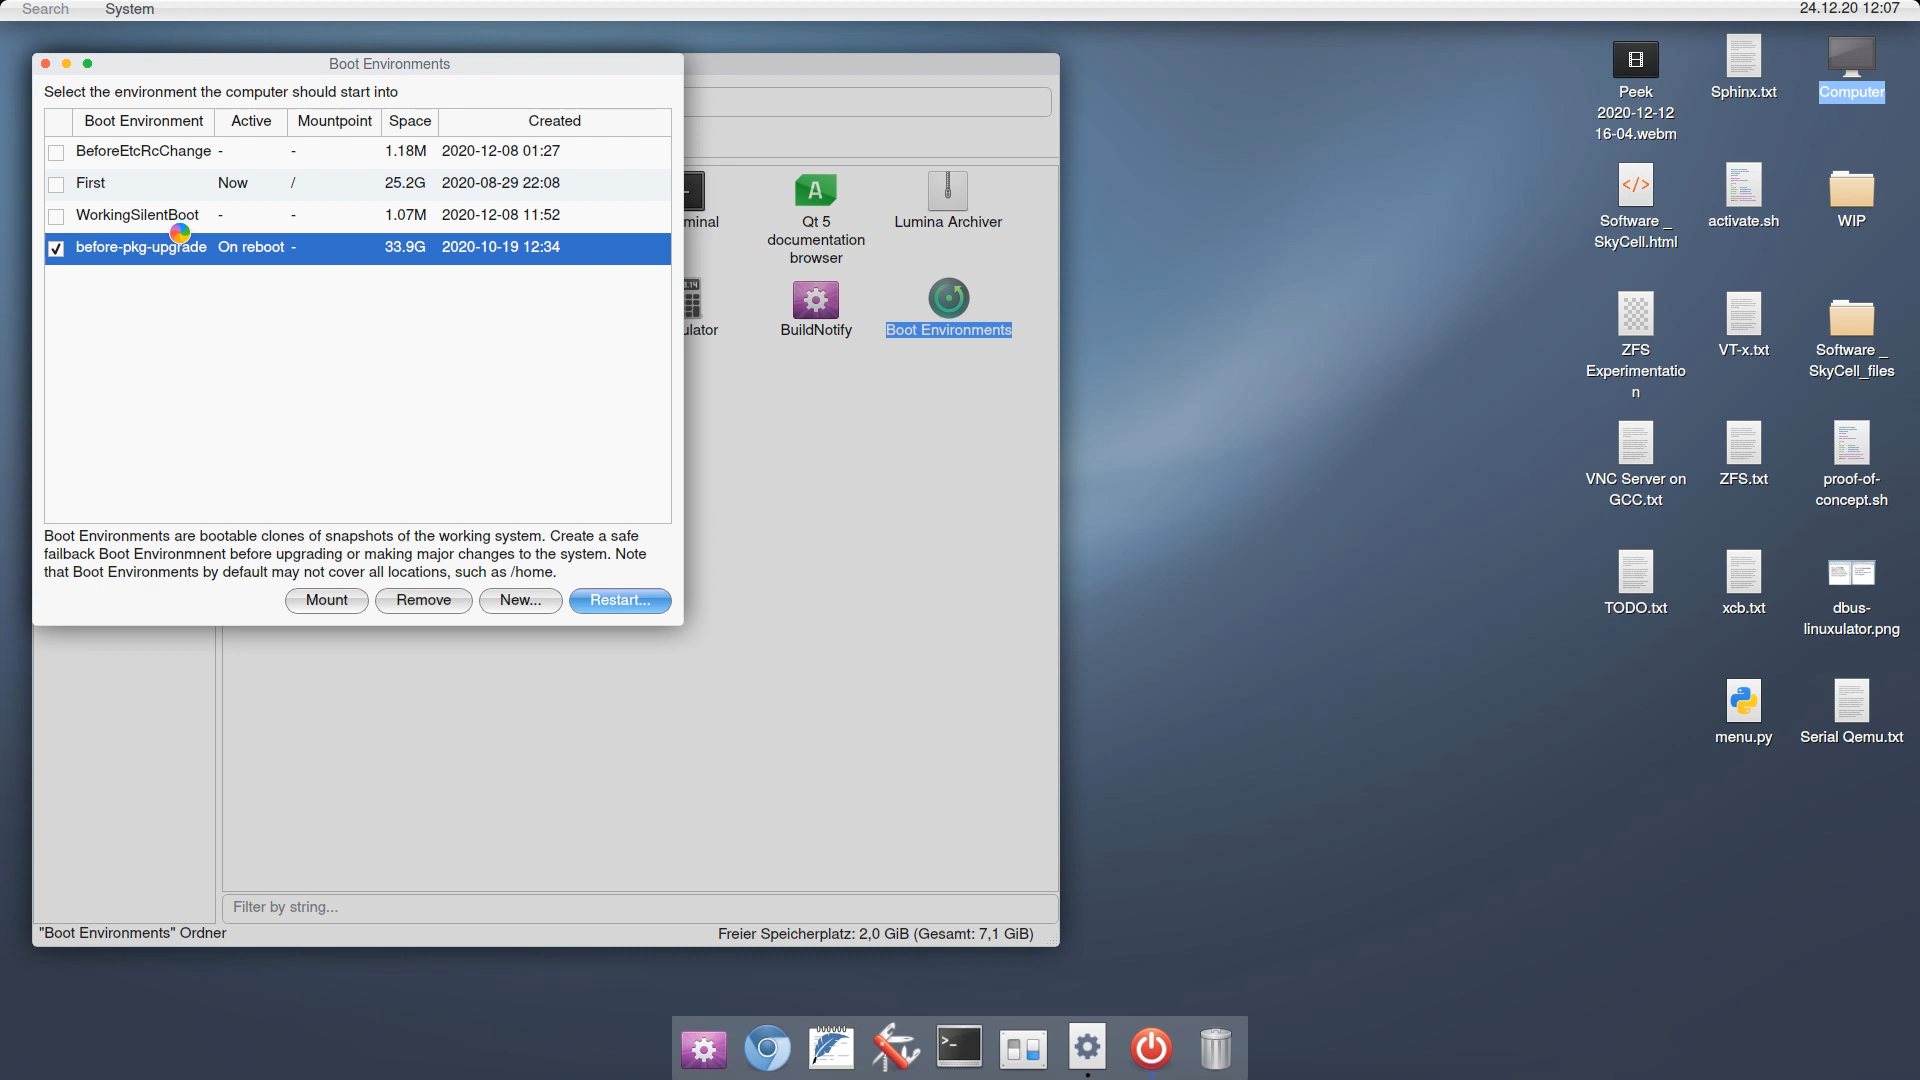 Search System 24.12.20 12:07
Boot Environments
Select the environment the computer should start into
Boot Environment Active Mountpoint Space Created
BeforeEtcRcChange - - 1.18M 2020-12-08 01:27
First Now / 25.2G 2020-08-29 22:08
WorkingSilentBoot - - 1.07M 2020-12-08 11:52
before-pkg-upgrade On reboot - 33.9G 2020-10-19 12:34
Boot Environments are bootable clones of snapshots of the working system. Create a safe
failback Boot Environmnent before upgrading or making major changes to the system. Note
that Boot Environments by default may not cover all locations, such as /home.
Mount Remove New... Restart...
minal
Qt 5
documentation
browser
Lumina Archiver
ulator
BuildNotify
Boot Environments
Filter by string...
"Boot Environments" Ordner
Freier Speicherplatz: 2,0 GiB (Gesamt: 7,1 GiB)
Peek
2020-12-12
16-04.webm
Sphinx.txt
Computer
Software _
SkyCell.html
activate.sh
WIP
ZFS
Experimentatio
n
VT-x.txt
Software _
SkyCell_files
VNC Server on
GCC.txt
ZFS.txt
proof-of-
concept.sh
TODO.txt
xcb.txt
dbus-
linuxulator.png
menu.py
Serial Qemu.txt